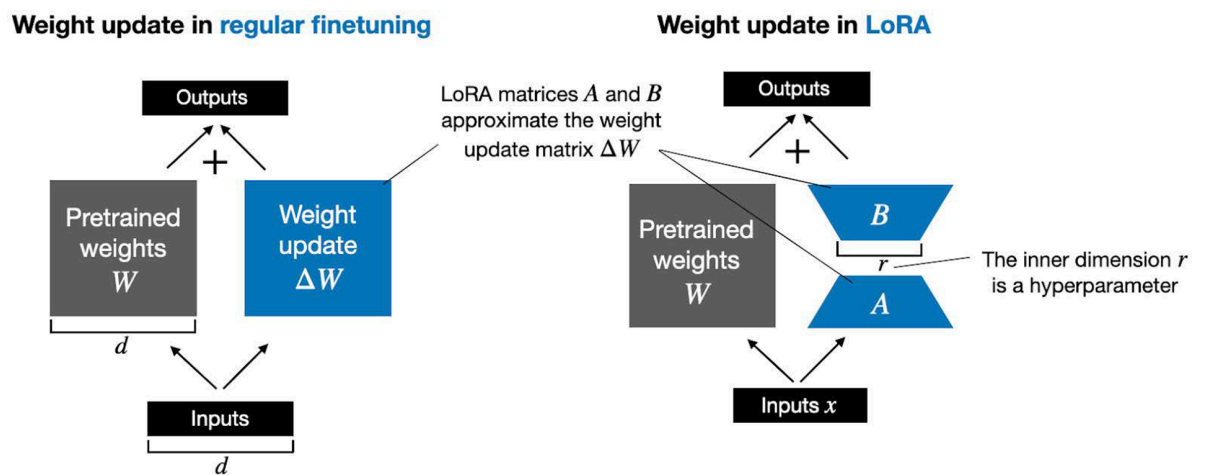 Weight update in regular finetuning
Outputs
+
Pretrained
weights
W
Weight
update
ΔW
d
Inputs
d
LoRA matrices A and B
approximate the weight
update matrix ΔW
Weight update in LoRA
Outputs
+
Pretrained
weights
W
B
r
A
The inner dimension r
is a hyperparameter
Inputs x